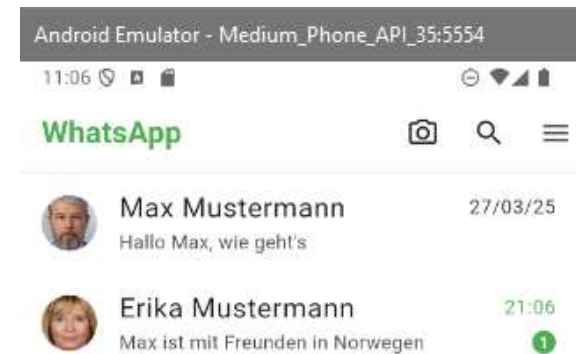 Android Emulator - Medium_Phone_API_35:5554
11:06
WhatsApp
Max Mustermann 27/03/25
Hallo Max, wie geht's
Erika Mustermann 21:06
Max ist mit Freunden in Norwegen 1